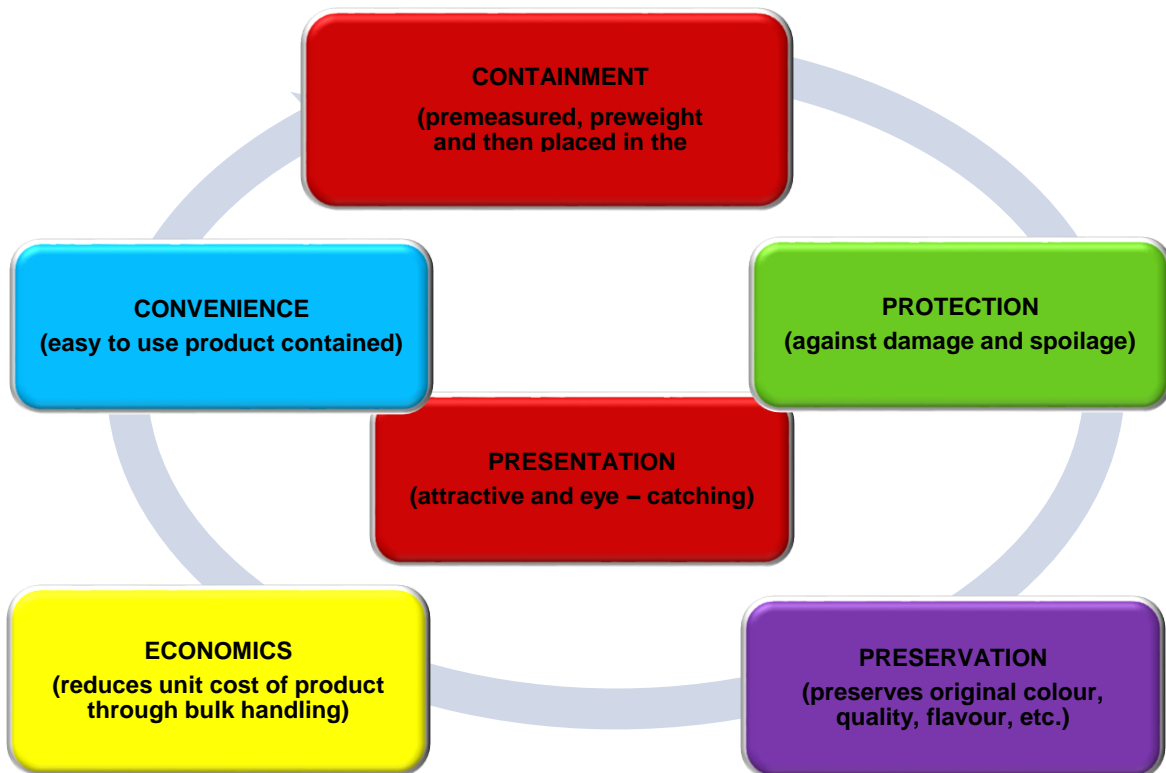 CONTAINMENT
(premeasured, preweight
and then placed in the
CONVENIENCE
(easy to use product contained)
PROTECTION
(against damage and spoilage)
PRESENTATION
(attractive and eye – catching)
ECONOMICS
(reduces unit cost of product
through bulk handling)
PRESERVATION
(preserves original colour,
quality, flavour, etc.)